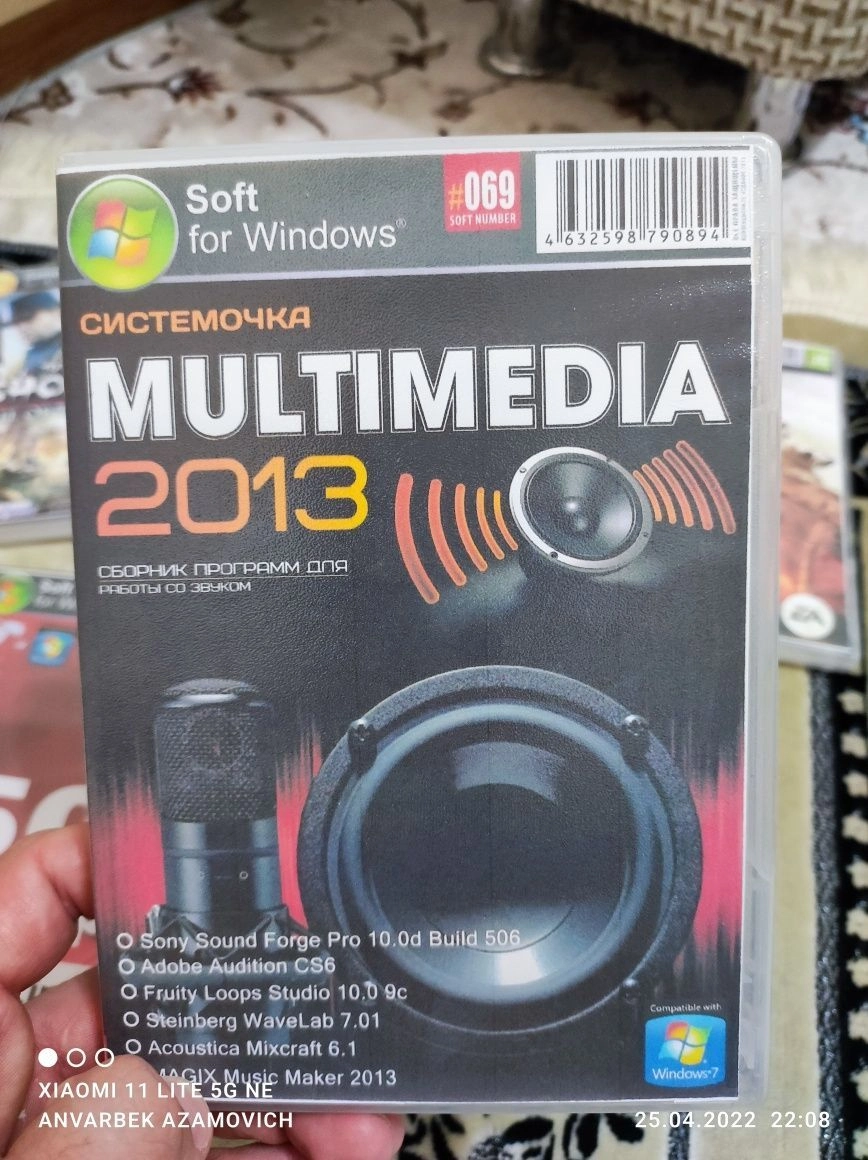 Soft
for Windows®
#069
SOFT NUMBER
4 632598 790894
СИСТЕМОЧКА
MULTIMEDIA
2013
СБОРНИК ПРОГРАММ ДЛЯ
РАБОТЫ СО ЗВУКОМ
Sony Sound Forge Pro 10.0d Build 506
Adobe Audition CS6
Fruity Loops Studio 10.0 9c
Steinberg WaveLab 7.01
Acoustica Mixcraft 6.1
MAGIX Music Maker 2013
Compatible with
Windows®7
EA
Soft
XIAOMI 11 LITE 5G NE
ANVARBEK AZAMOVICH
25.04.2022 22:08